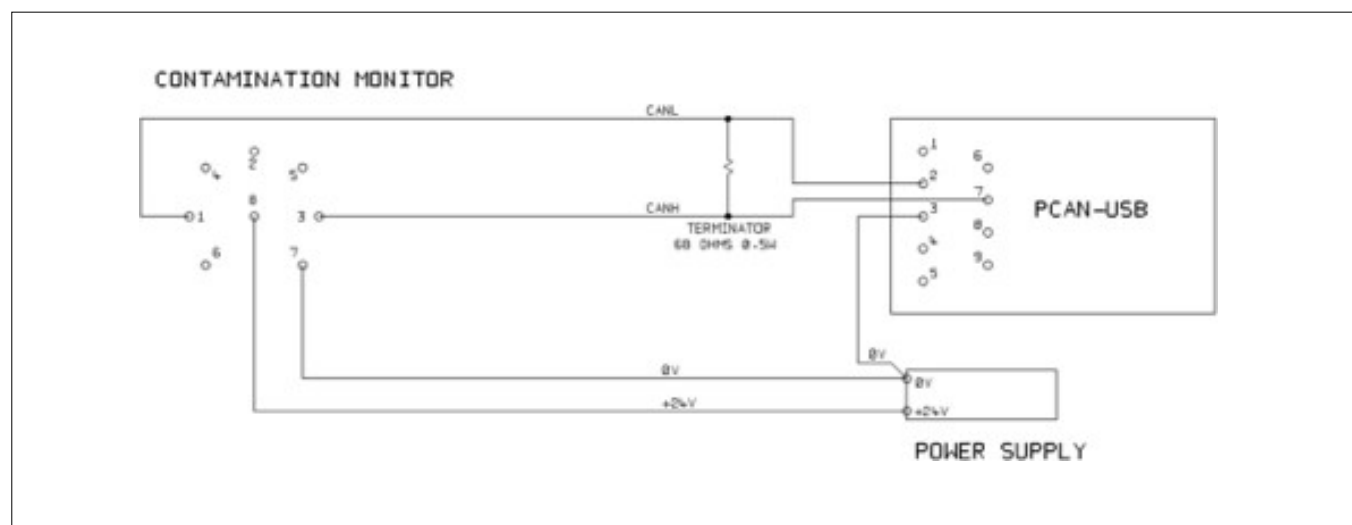 CONTAMINATION MONITOR
CANL
2
4
5
8
1
3
6
7
CANH
TERMINATOR
68 OHMS 0.5W
1
6
2
7
3
8
4
9
5
PCAN-USB
0V
0V
0V
+24V
+24V
POWER SUPPLY